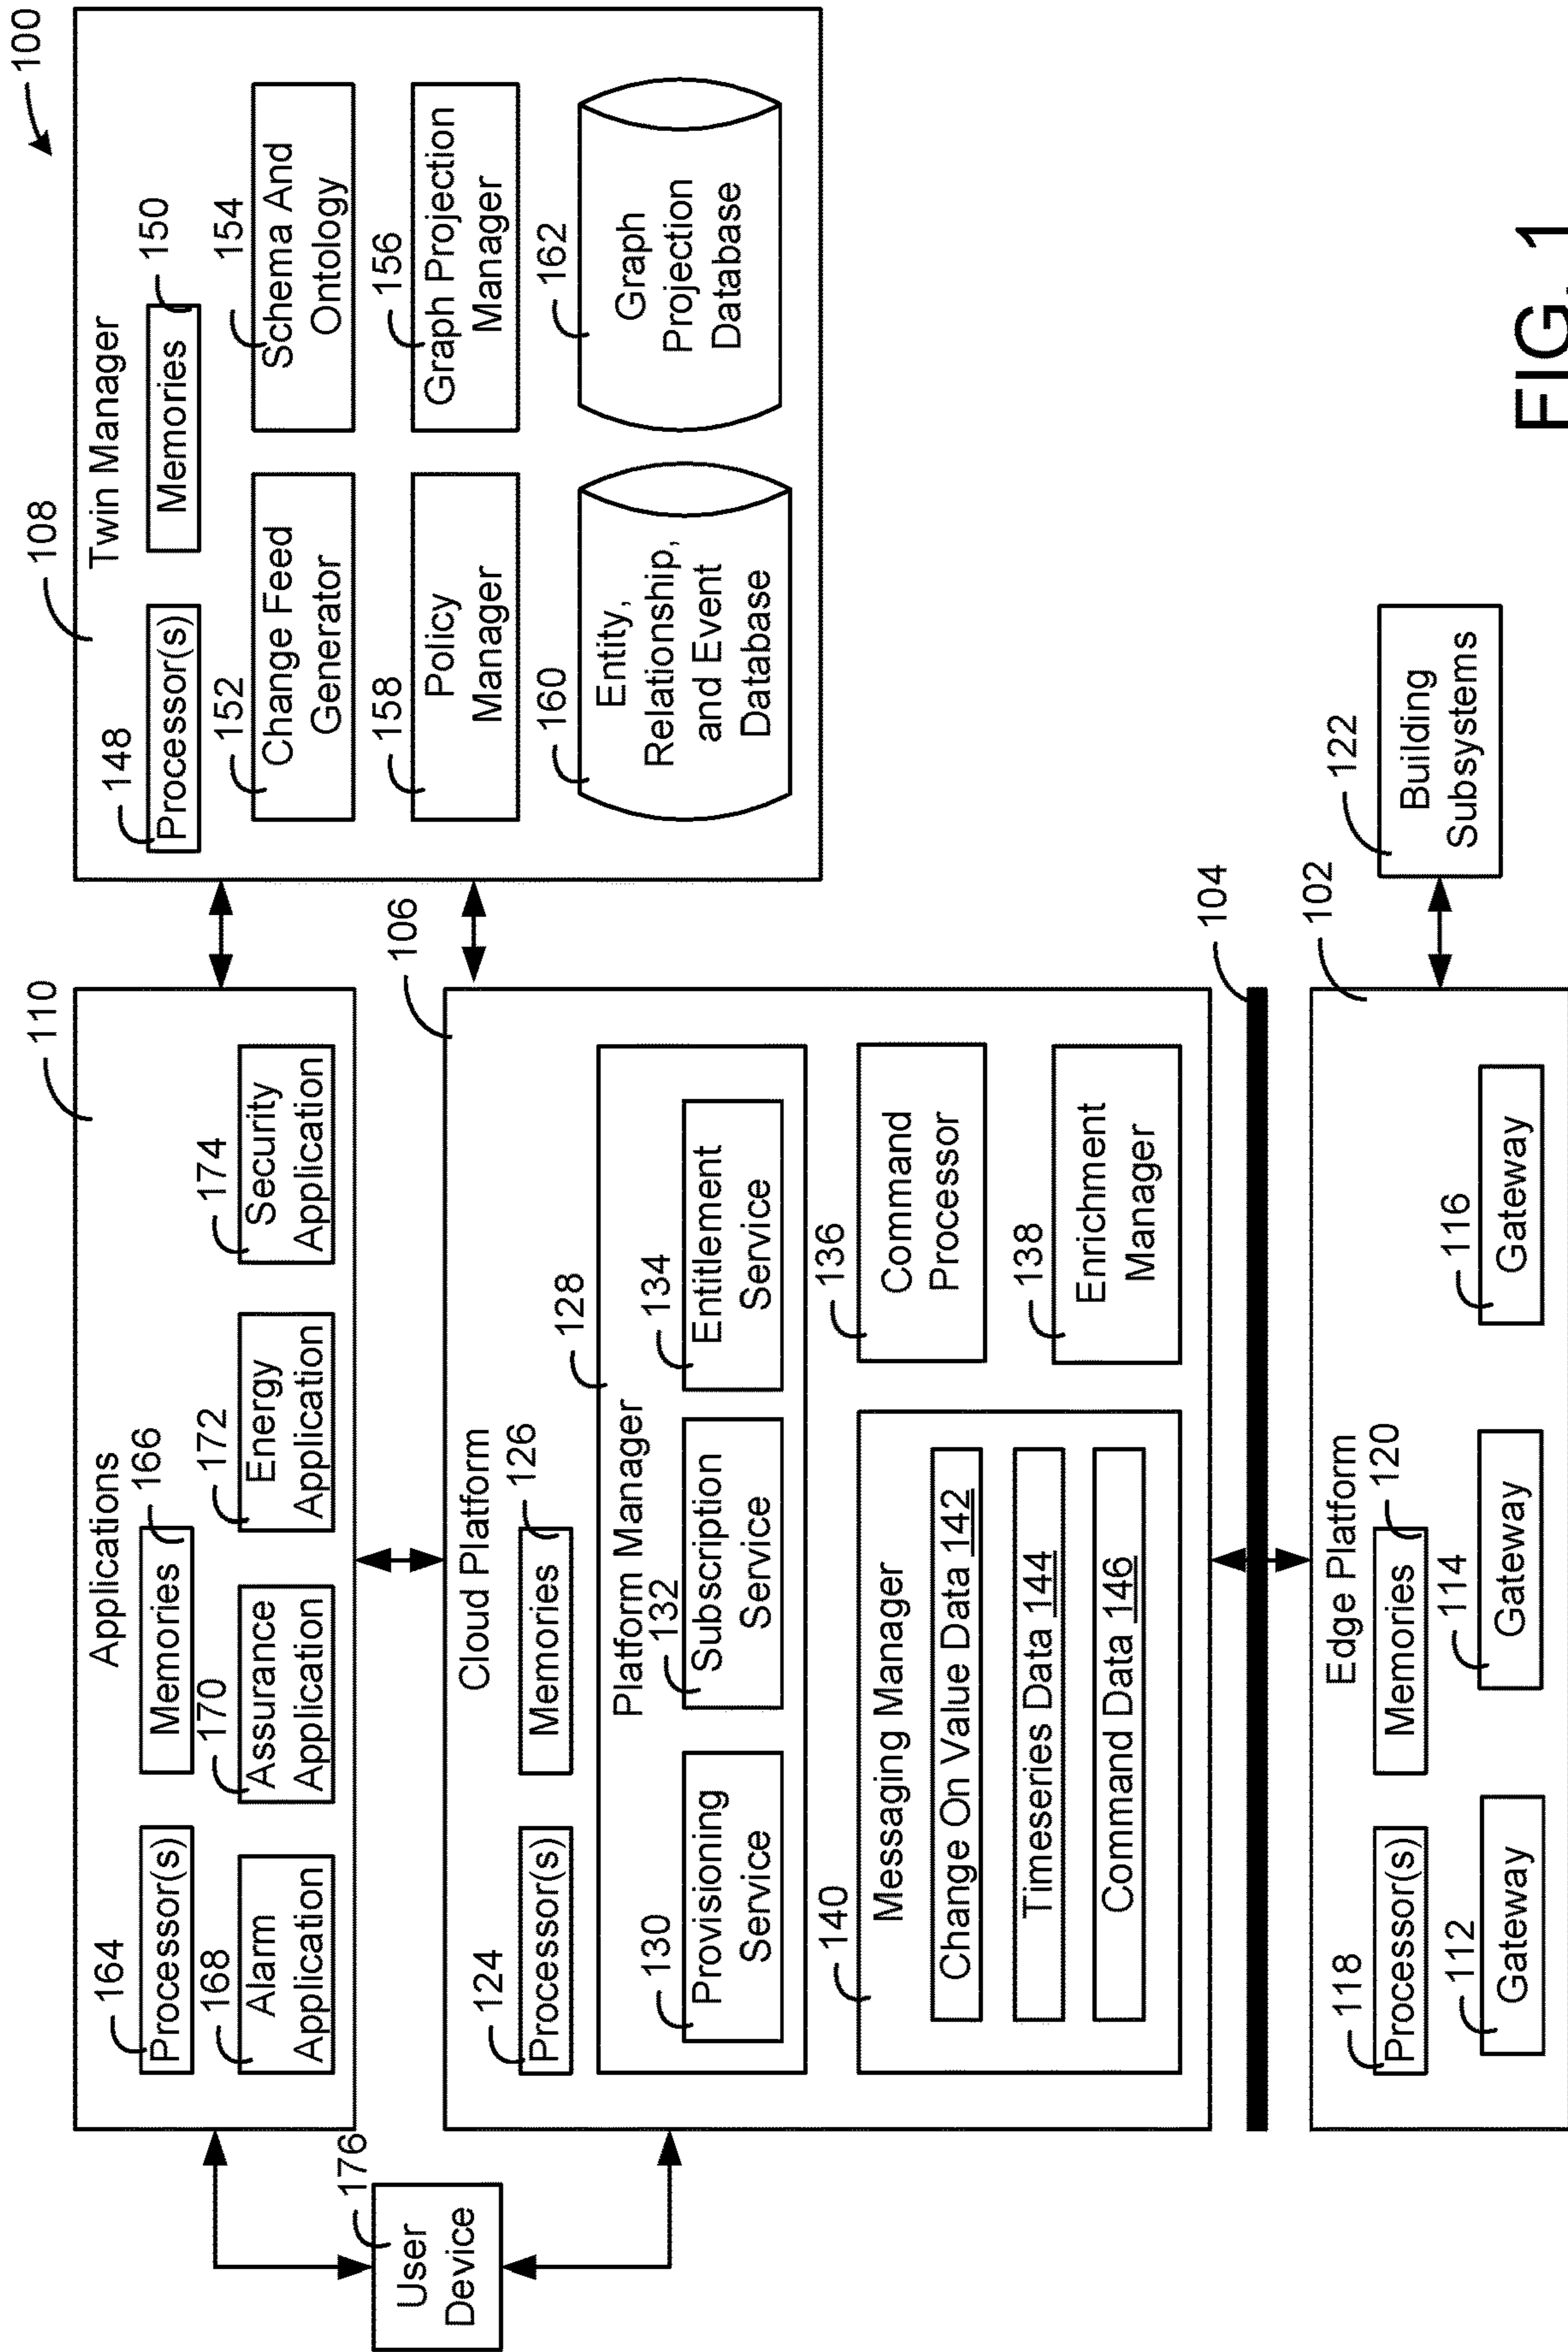 100
110
Applications
164
Processor(s)
Memories
166
168
Alarm
Application
170
Assurance
Application
172
Energy
Application
174
Security
Application
176
User
Device
106
Cloud Platform
124
Processor(s)
Memories
126
128
Platform Manager
130
Provisioning
Service
132
Subscription
Service
134
Entitlement
Service
140
Messaging Manager
Change On Value Data 142
Timeseries Data 144
Command Data 146
136
Command
Processor
138
Enrichment
Manager
104
102
Edge Platform
118
Processor(s)
Memories
120
112
Gateway
114
Gateway
116
Gateway
122
Building
Subsystems
108
Twin Manager
148
Processor(s)
Memories
150
152
Change Feed
Generator
154
Schema And
Ontology
158
Policy
Manager
156
Graph Projection
Manager
160
Entity,
Relationship,
and Event
Database
162
Graph
Projection
Database
FIG. 1